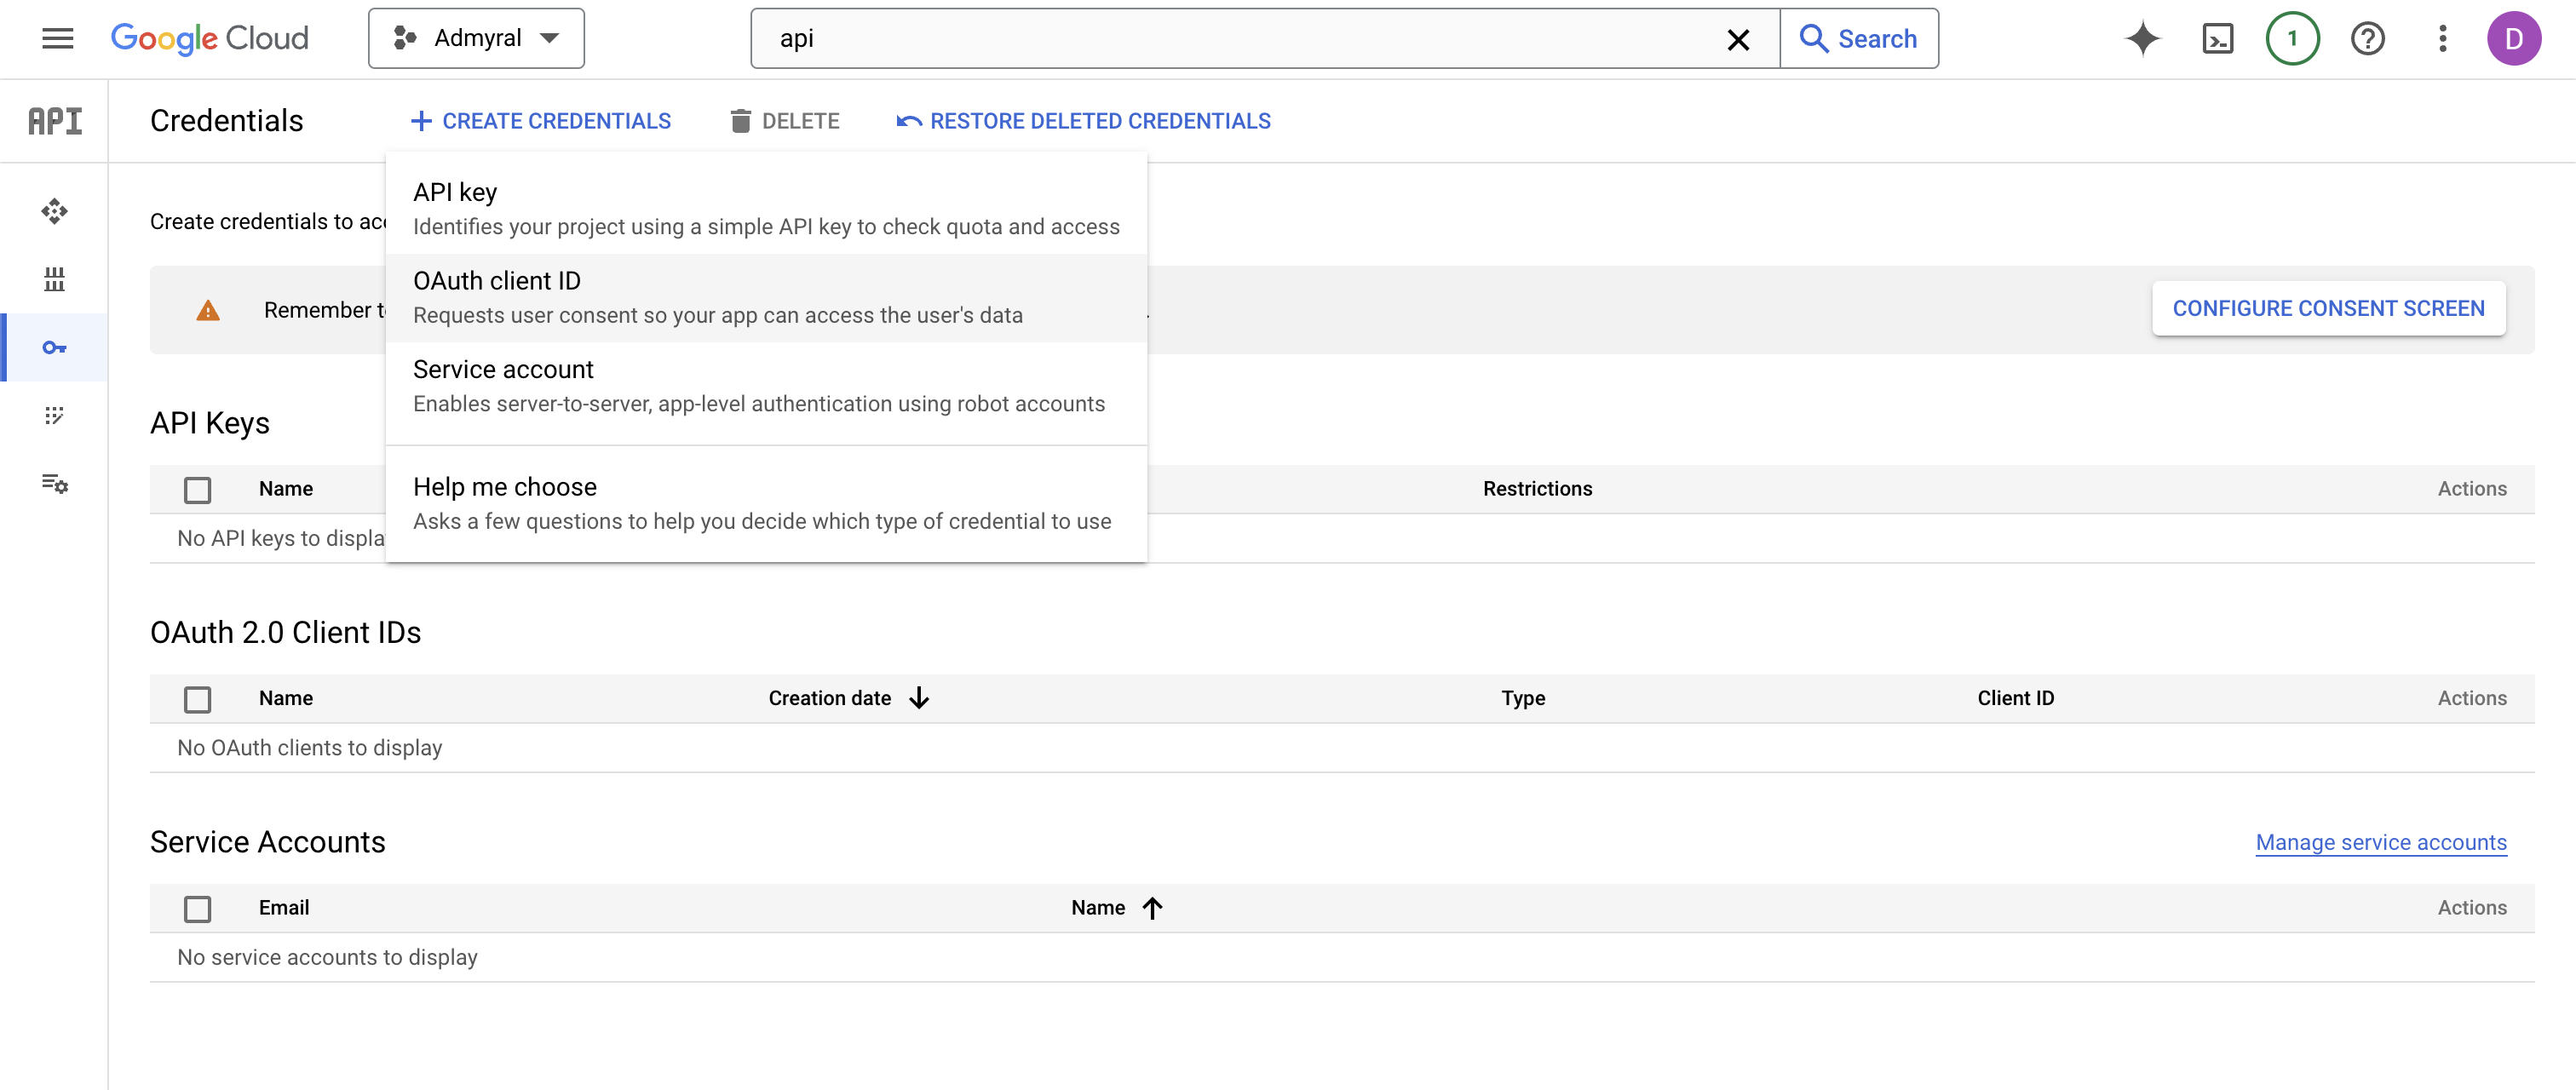 Google Cloud
Admyral
api
Search
1
D
API
Credentials
CREATE CREDENTIALS
DELETE
RESTORE DELETED CREDENTIALS
API key
Identifies your project using a simple API key to check quota and access
Create credentials to
OAuth client ID
Requests user consent so your app can access the user's data
Remember
CONFIGURE CONSENT SCREEN
Service account
Enables server-to-server, app-level authentication using robot accounts
API Keys
Help me choose
Asks a few questions to help you decide which type of credential to use
Name Restrictions Actions
No API keys to
OAuth 2.0 Client IDs
Name Creation date Type Client ID Actions
No OAuth clients to display
Service Accounts
Manage service accounts
Email Name Actions
No service accounts to display